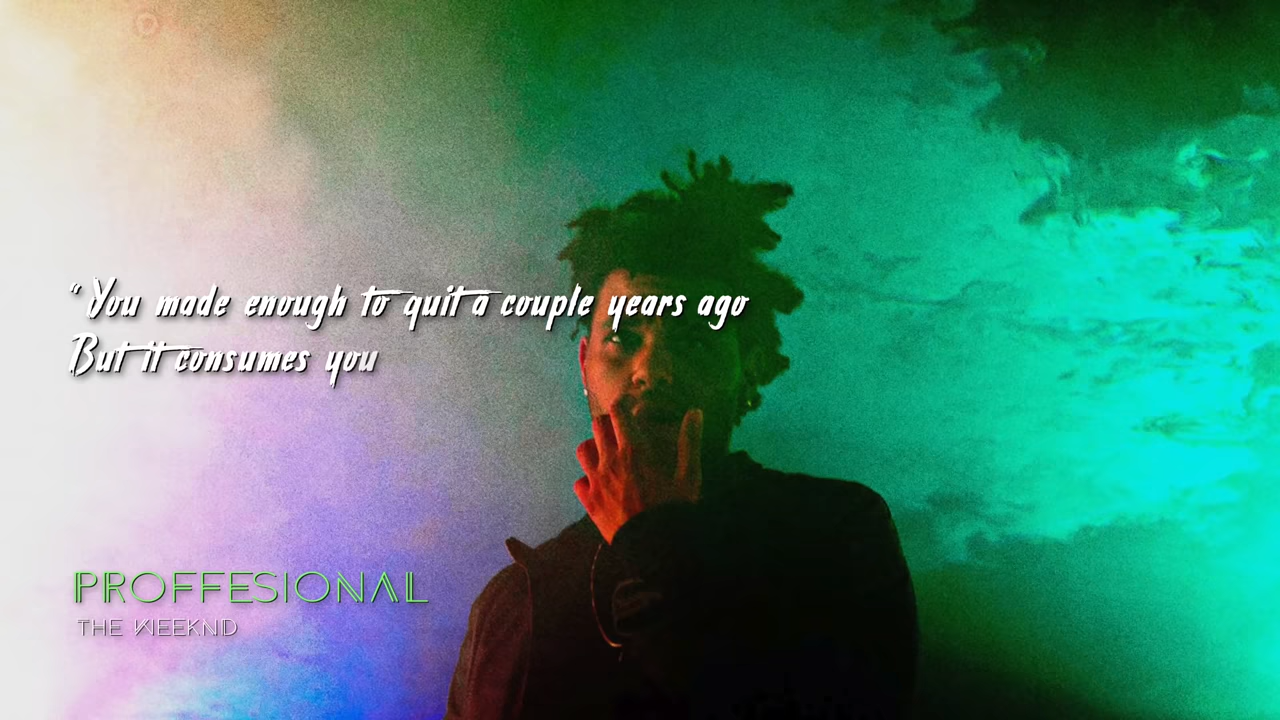 “You made enough to quit a couple years ago
But it consumes you
PROFFESIONAL
THE WEEKND